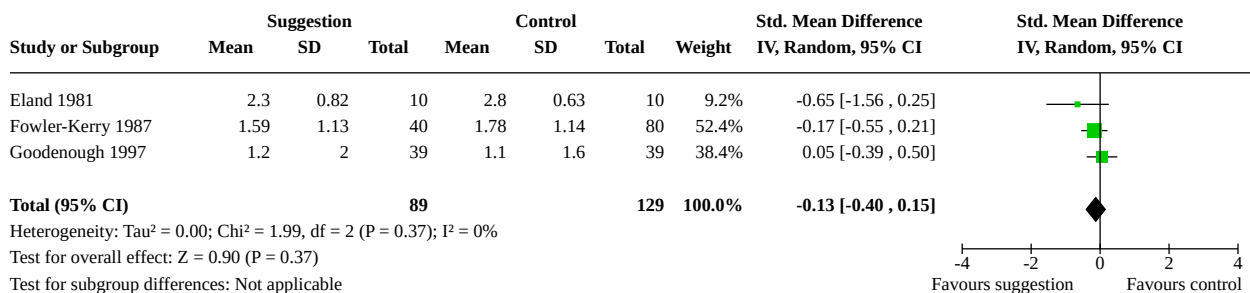 Suggestion Control Std. Mean Difference Std. Mean Difference
Study or Subgroup Mean SD Total Mean SD Total Weight IV, Random, 95% CI IV, Random, 95% CI
Eland 1981 2.3 0.82 10 2.8 0.63 10 9.2% -0.65 [-1.56 , 0.25]
Fowler-Kerry 1987 1.59 1.13 40 1.78 1.14 80 52.4% -0.17 [-0.55 , 0.21]
Goodenough 1997 1.2 2 39 1.1 1.6 39 38.4% 0.05 [-0.39 , 0.50]
Total (95% CI) 89 129 100.0% -0.13 [-0.40 , 0.15]
Heterogeneity: Tau² = 0.00; Chi² = 1.99, df = 2 (P = 0.37); I² = 0%
Test for overall effect: Z = 0.90 (P = 0.37)
Test for subgroup differences: Not applicable
-4 -2 0 2 4
Favours suggestion Favours control